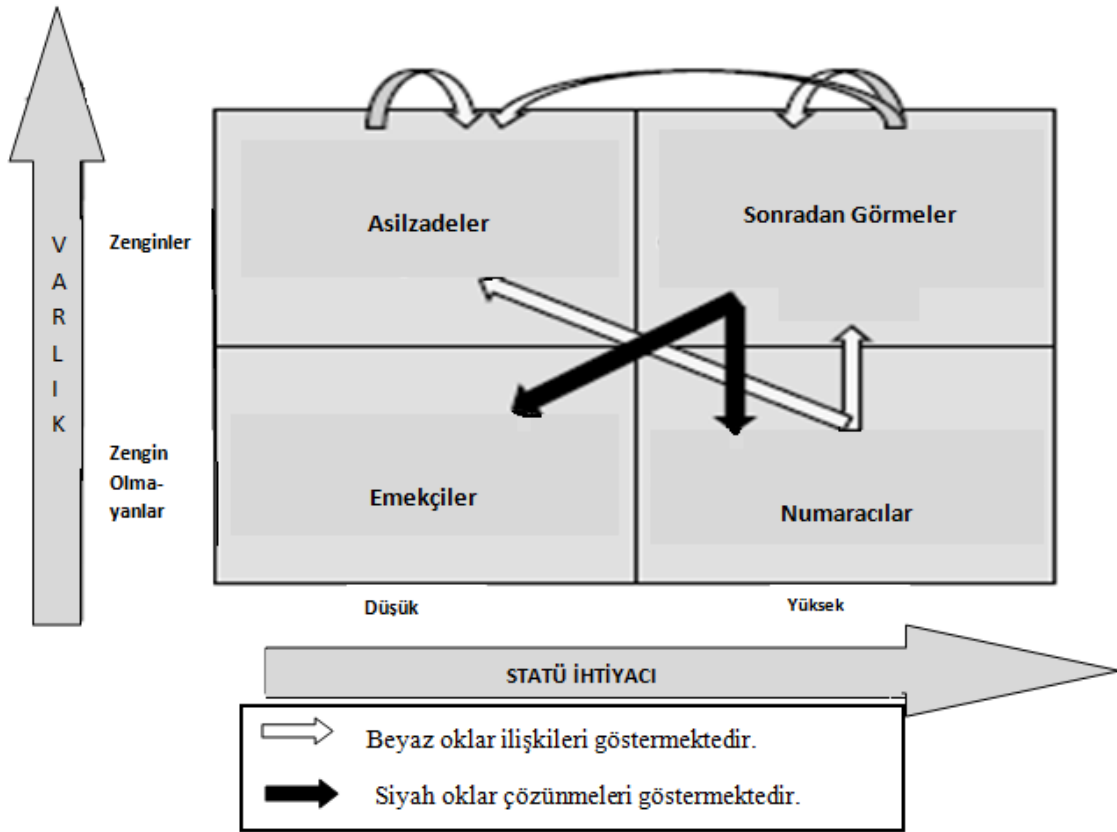 Asilzadeler
Sonradan Görmeler
VARLIK
Zenginler
Zengin
Olma-
yanlar
Emekçiler
Numaracılar
Düşük
Yüksek
STATÜ İHTİYACI
Beyaz oklar ilişkileri göstermektedir.
Siyah oklar çözünmeleri göstermektedir.